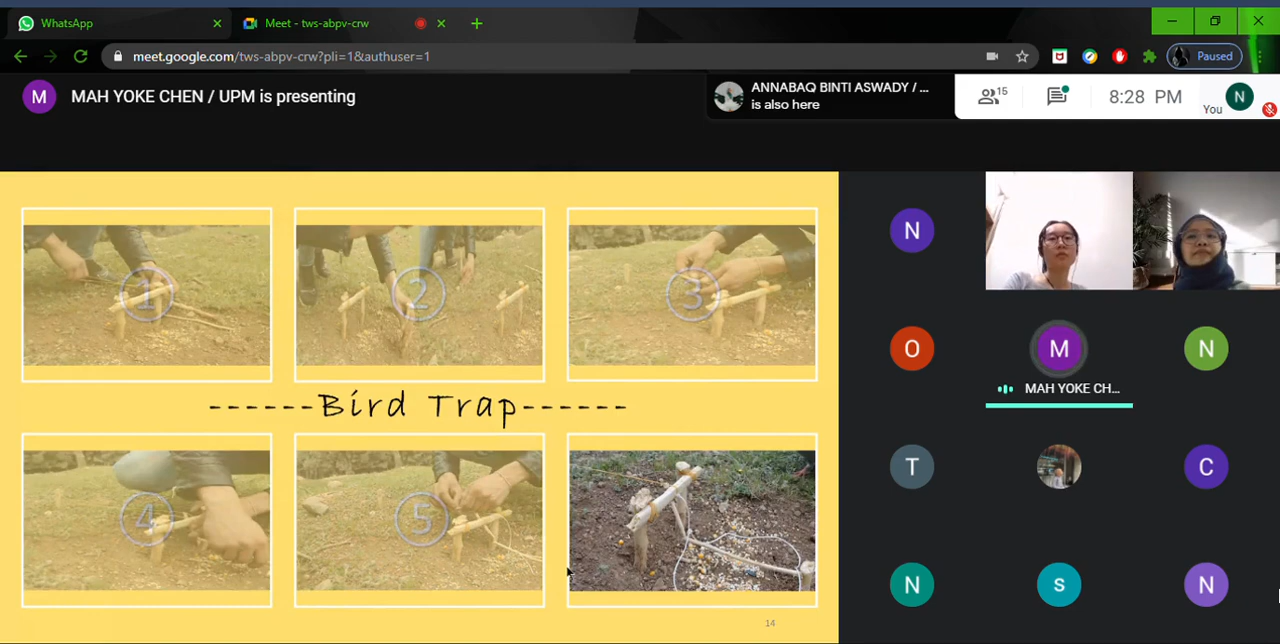 WhatsApp
Meet - tws-abpv-crw
meet.google.com/tws-abpv-crw?pli=1&authuser=1
Paused
M
MAH YOKE CHEN / UPM is presenting
ANNABAQ BINTI ASWADY / ...
is also here
15
8:28 PM
You
N
1
2
3
------Bird Trap------
4
5
14
N
O
M
N
MAH YOKE CH...
T
C
N
S
N